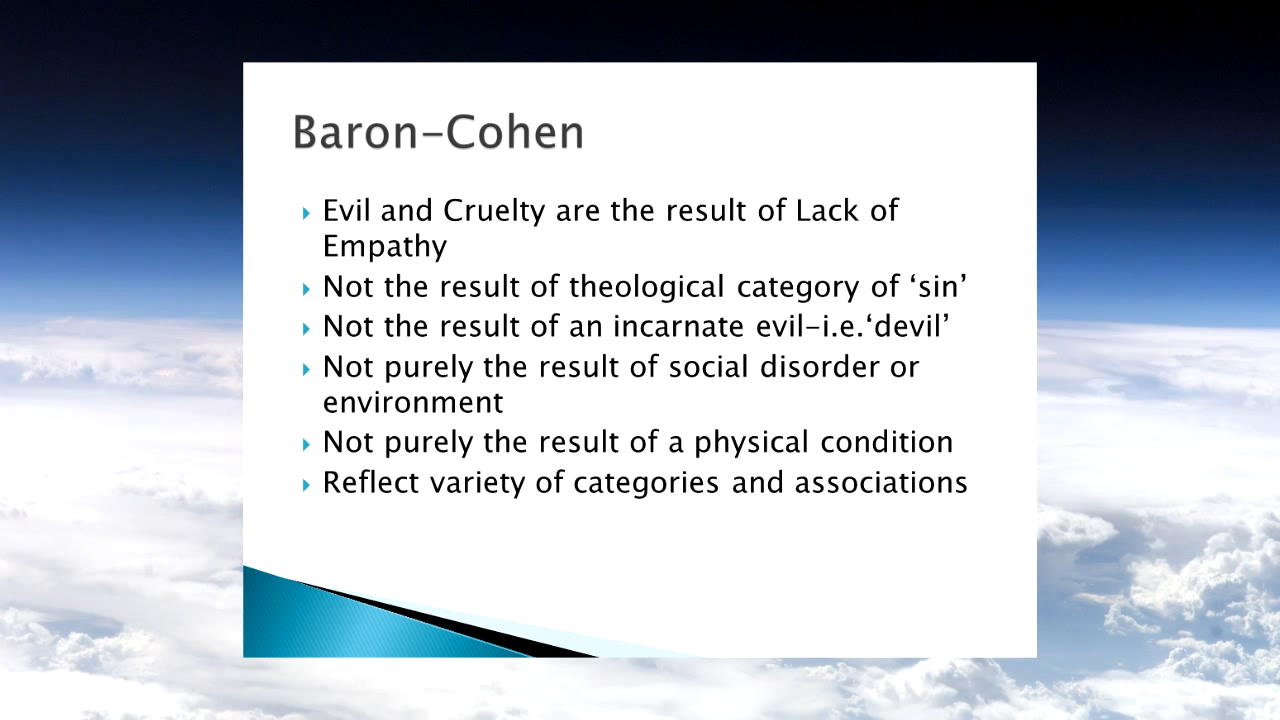 Baron-Cohen
Evil and Cruelty are the result of Lack of
Empathy
Not the result of theological category of ‘sin’
Not the result of an incarnate evil-i.e.‘devil’
Not purely the result of social disorder or
environment
Not purely the result of a physical condition
Reflect variety of categories and associations